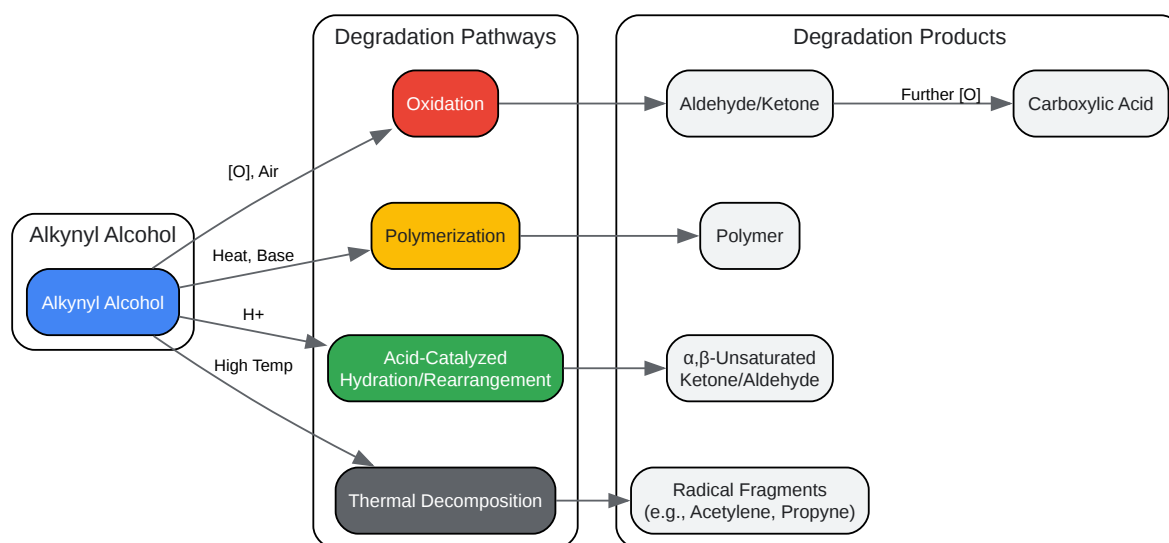 Degradation Pathways
Degradation Products
Oxidation
Aldehyde/Ketone
Further [O]
Carboxylic Acid
[O], Air
Alkynyl Alcohol
Polymerization
Polymer
Heat, Base
Alkynyl Alcohol
H+
Acid-Catalyzed
Hydration/Rearrangement
α,β-Unsaturated
Ketone/Aldehyde
High Temp
Thermal Decomposition
Radical Fragments
(e.g., Acetylene, Propyne)